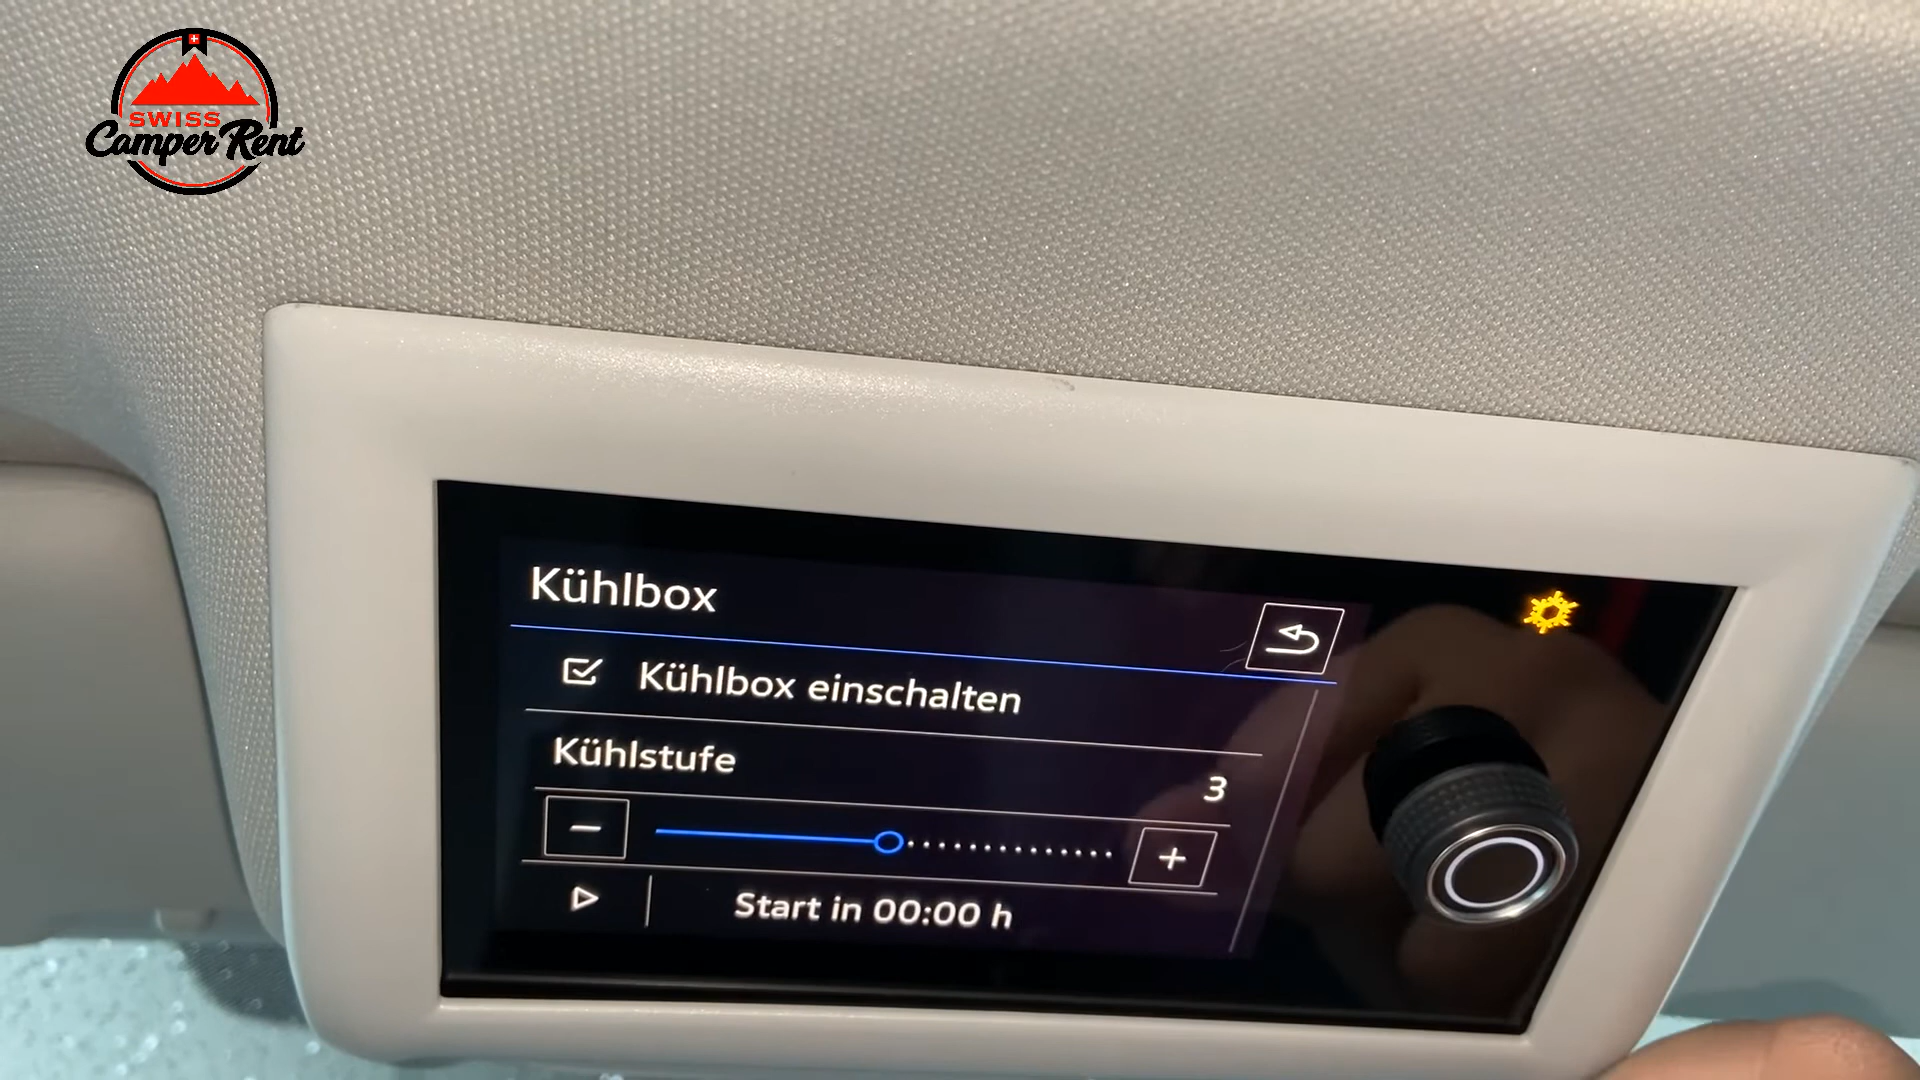 SWISS
Camper Rent
Kühlbox
Kühlbox einschalten
Kühlstufe
3
Start in 00:00 h